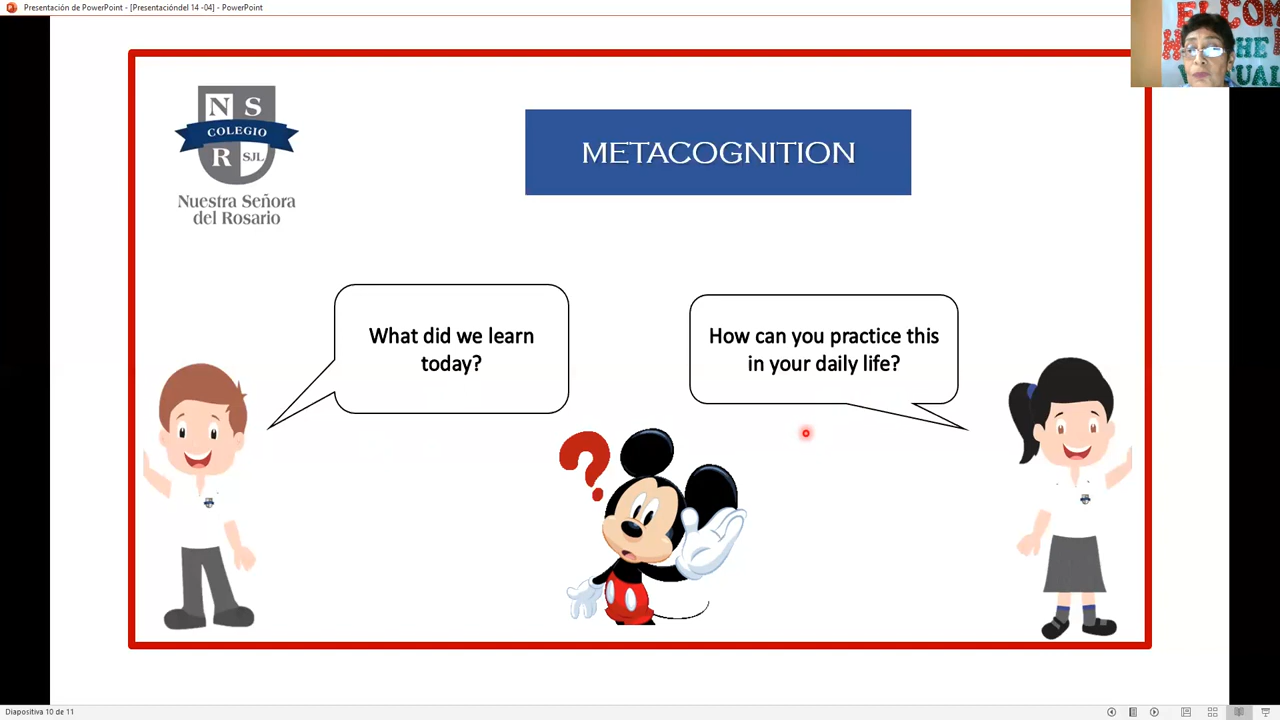 Presentación de PowerPoint - [Presentacióndel 14 -04] - PowerPoint
N S
COLEGIO
R SJL
Nuestra Señora
del Rosario
METACOGNITION
What did we learn
today?
How can you practice this
in your daily life?
?
Diapositiva 10 de 11